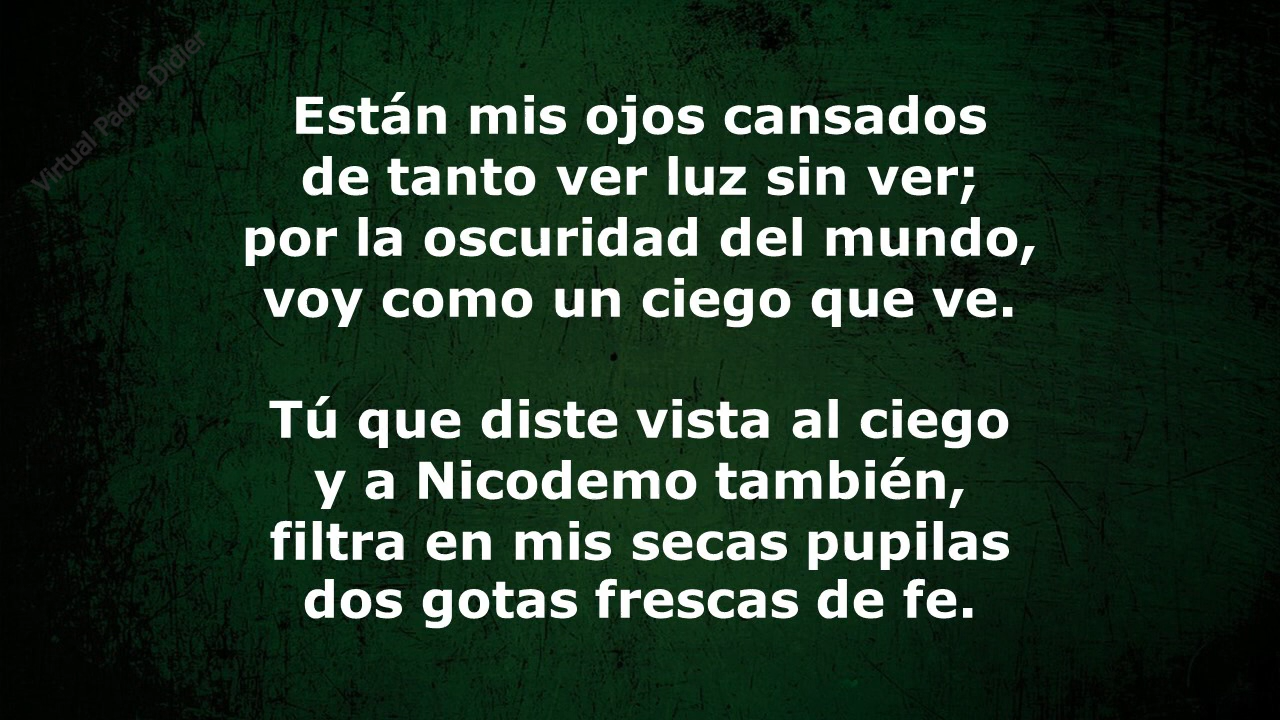 Virtual Padre Didier
Están mis ojos cansados
de tanto ver luz sin ver;
por la oscuridad del mundo,
voy como un ciego que ve.
Tú que diste vista al ciego
y a Nicodemo también,
filtra en mis secas pupilas
dos gotas frescas de fe.